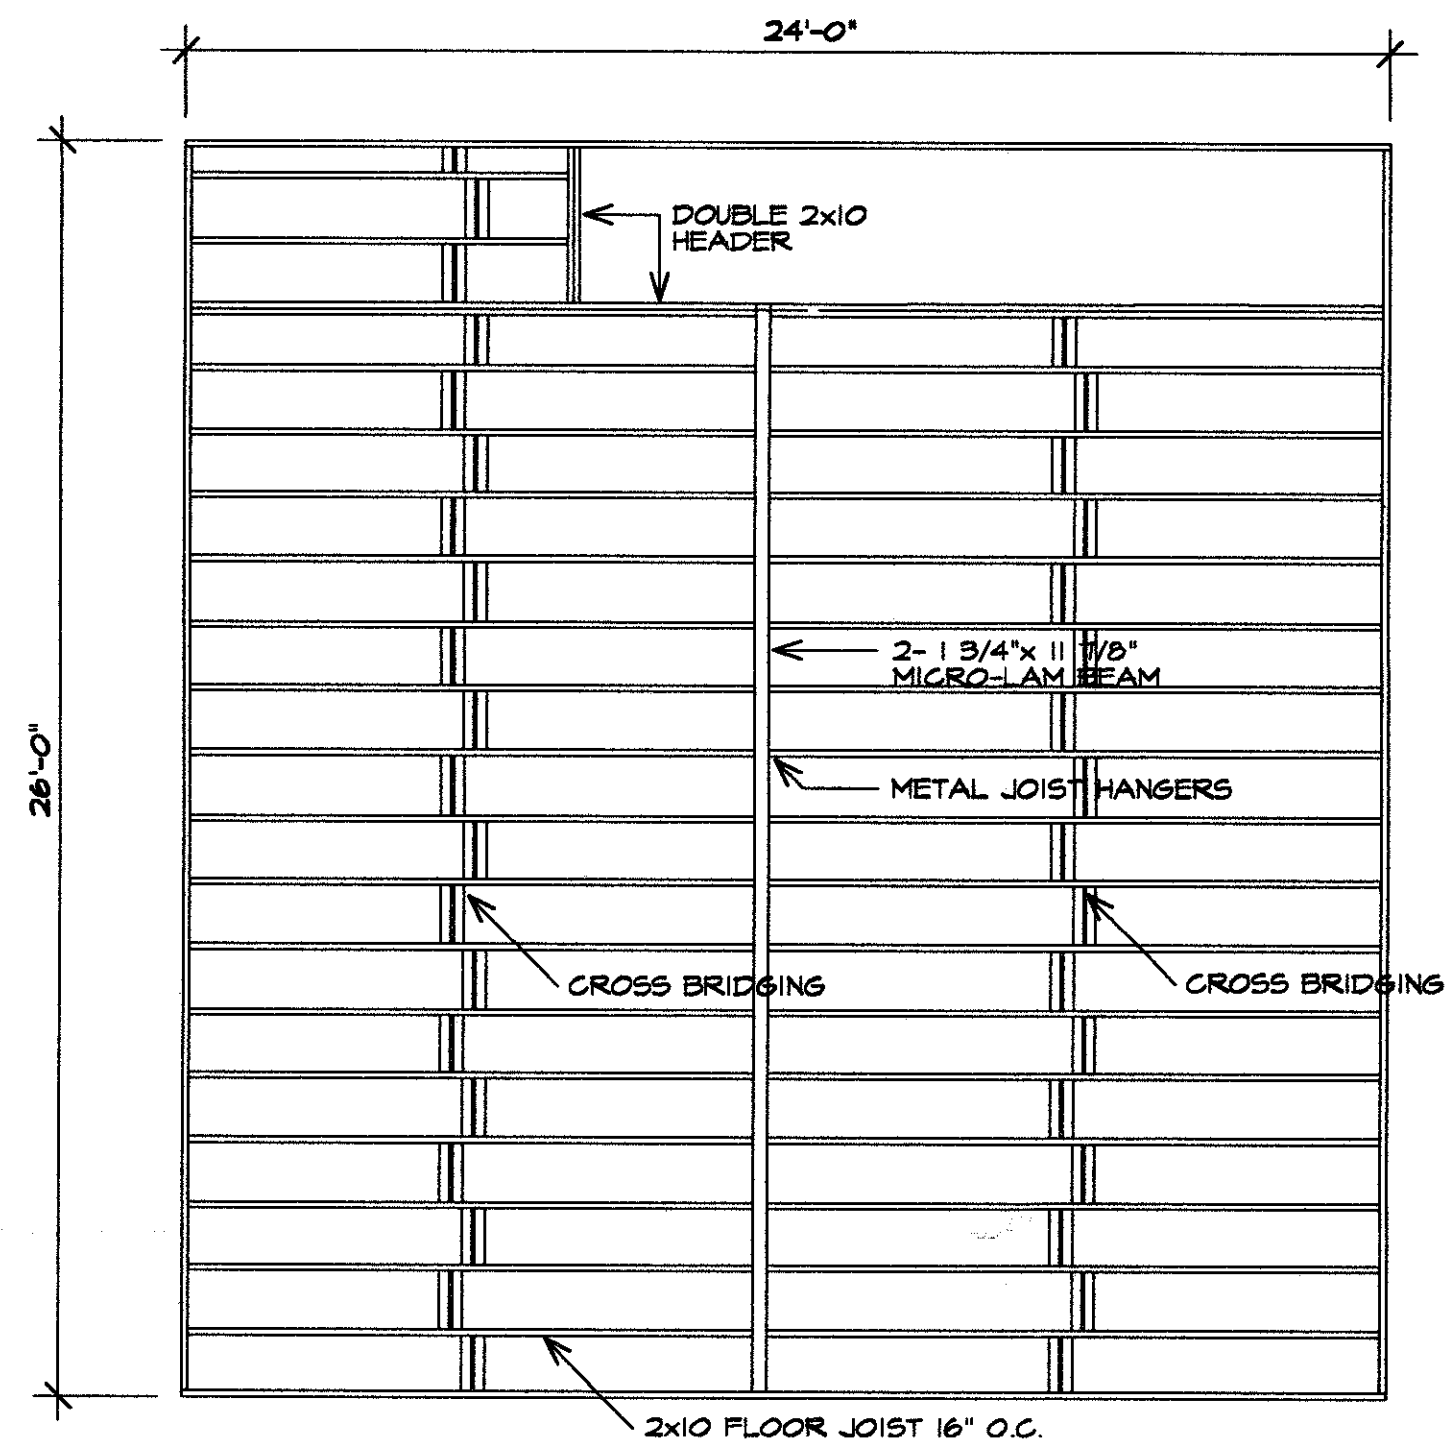 24'-0"
DOUBLE 2x10
HEADER
26'-0"
2- 1 3/4"x 11 7/8"
MICRO-LAM BEAM
METAL JOIST HANGERS
CROSS BRIDGING
CROSS BRIDGING
2x10 FLOOR JOIST 16" O.C.